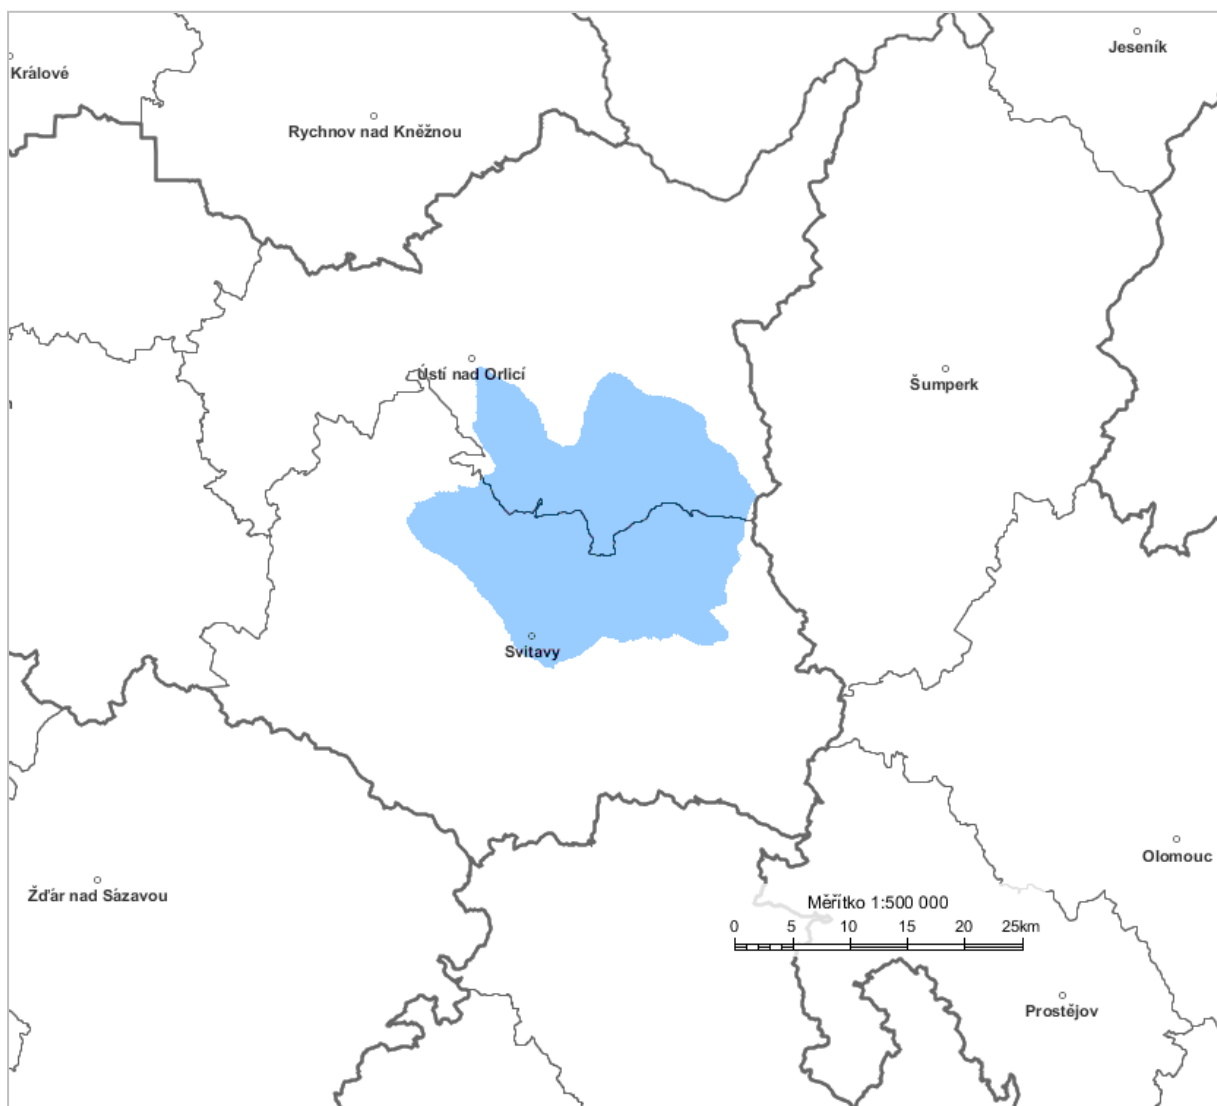 Jeseník
Králové
Rychnov nad Kněžnou
Ústí nad Orlicí
Šumperk
Svitavy
Olomouc
Žďár nad Sázavou
Měřítko 1:500 000
0 5 10 15 20 25km
Prostějov